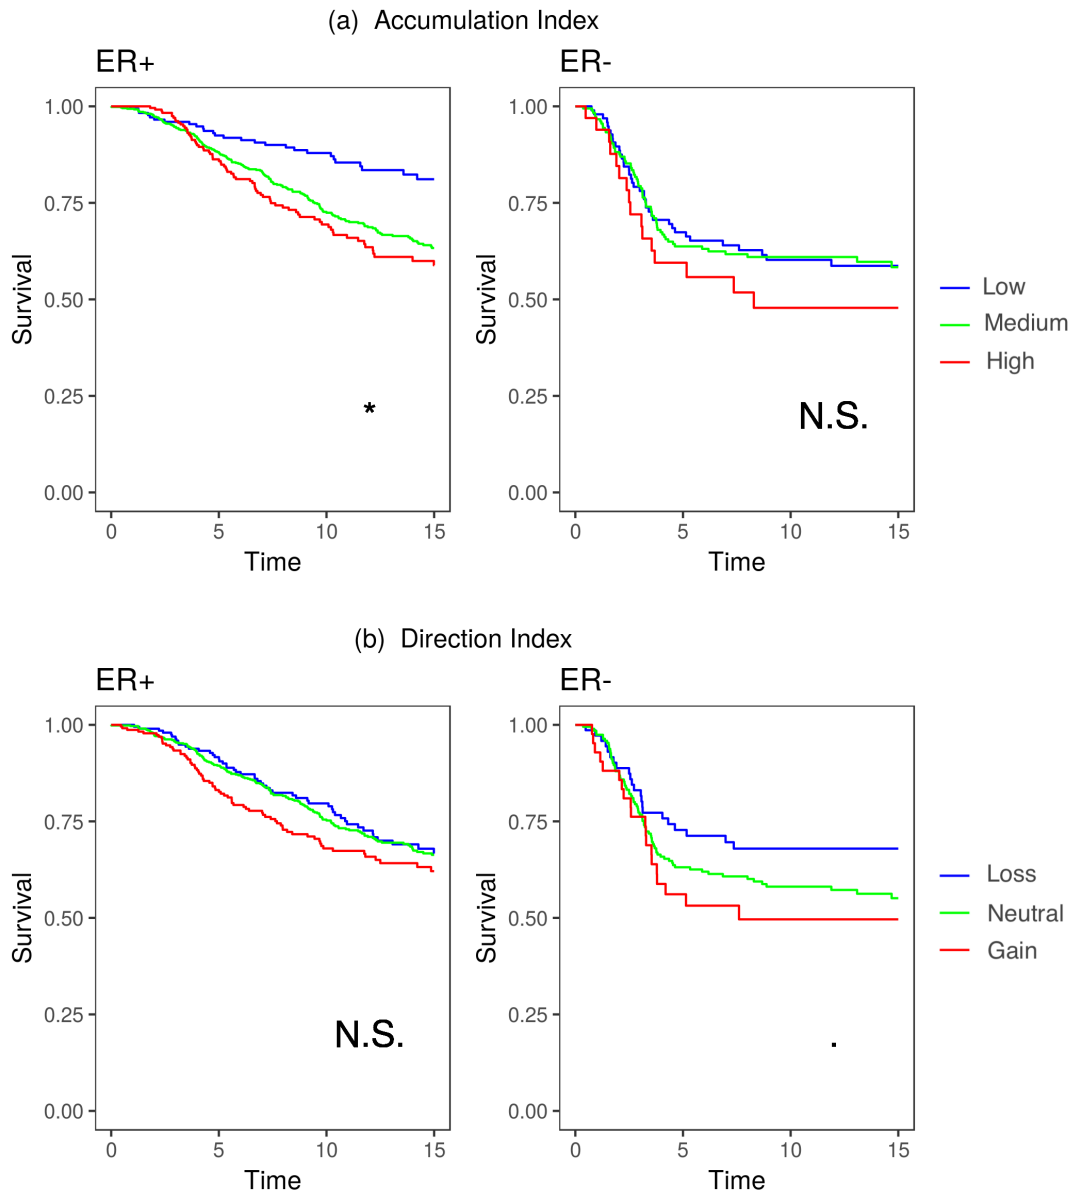 (a) Accumulation Index
ER+
ER-
Survival
1.00
0.75
0.50
0.25
0.00
*
0 5 10 15
Time
Survival
1.00
0.75
0.50
0.25
0.00
N.S.
0 5 10 15
Time
Low
Medium
High
(b) Direction Index
ER+
ER-
Survival
1.00
0.75
0.50
0.25
0.00
N.S.
0 5 10 15
Time
Survival
1.00
0.75
0.50
0.25
0.00
.
0 5 10 15
Time
Loss
Neutral
Gain